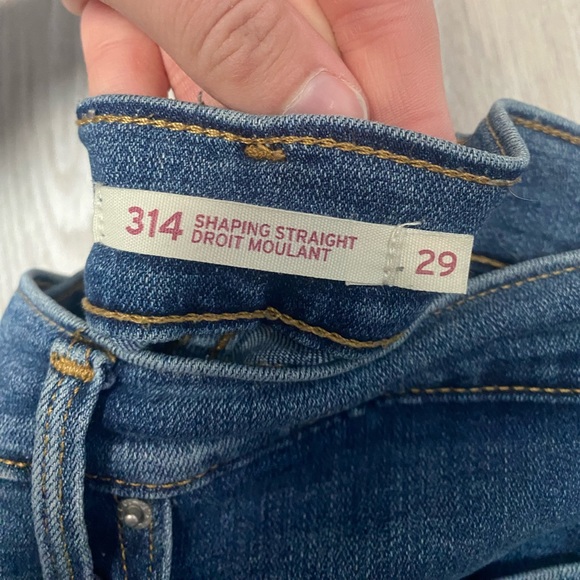 314 SHAPING STRAIGHT
DROIT MOULANT
29